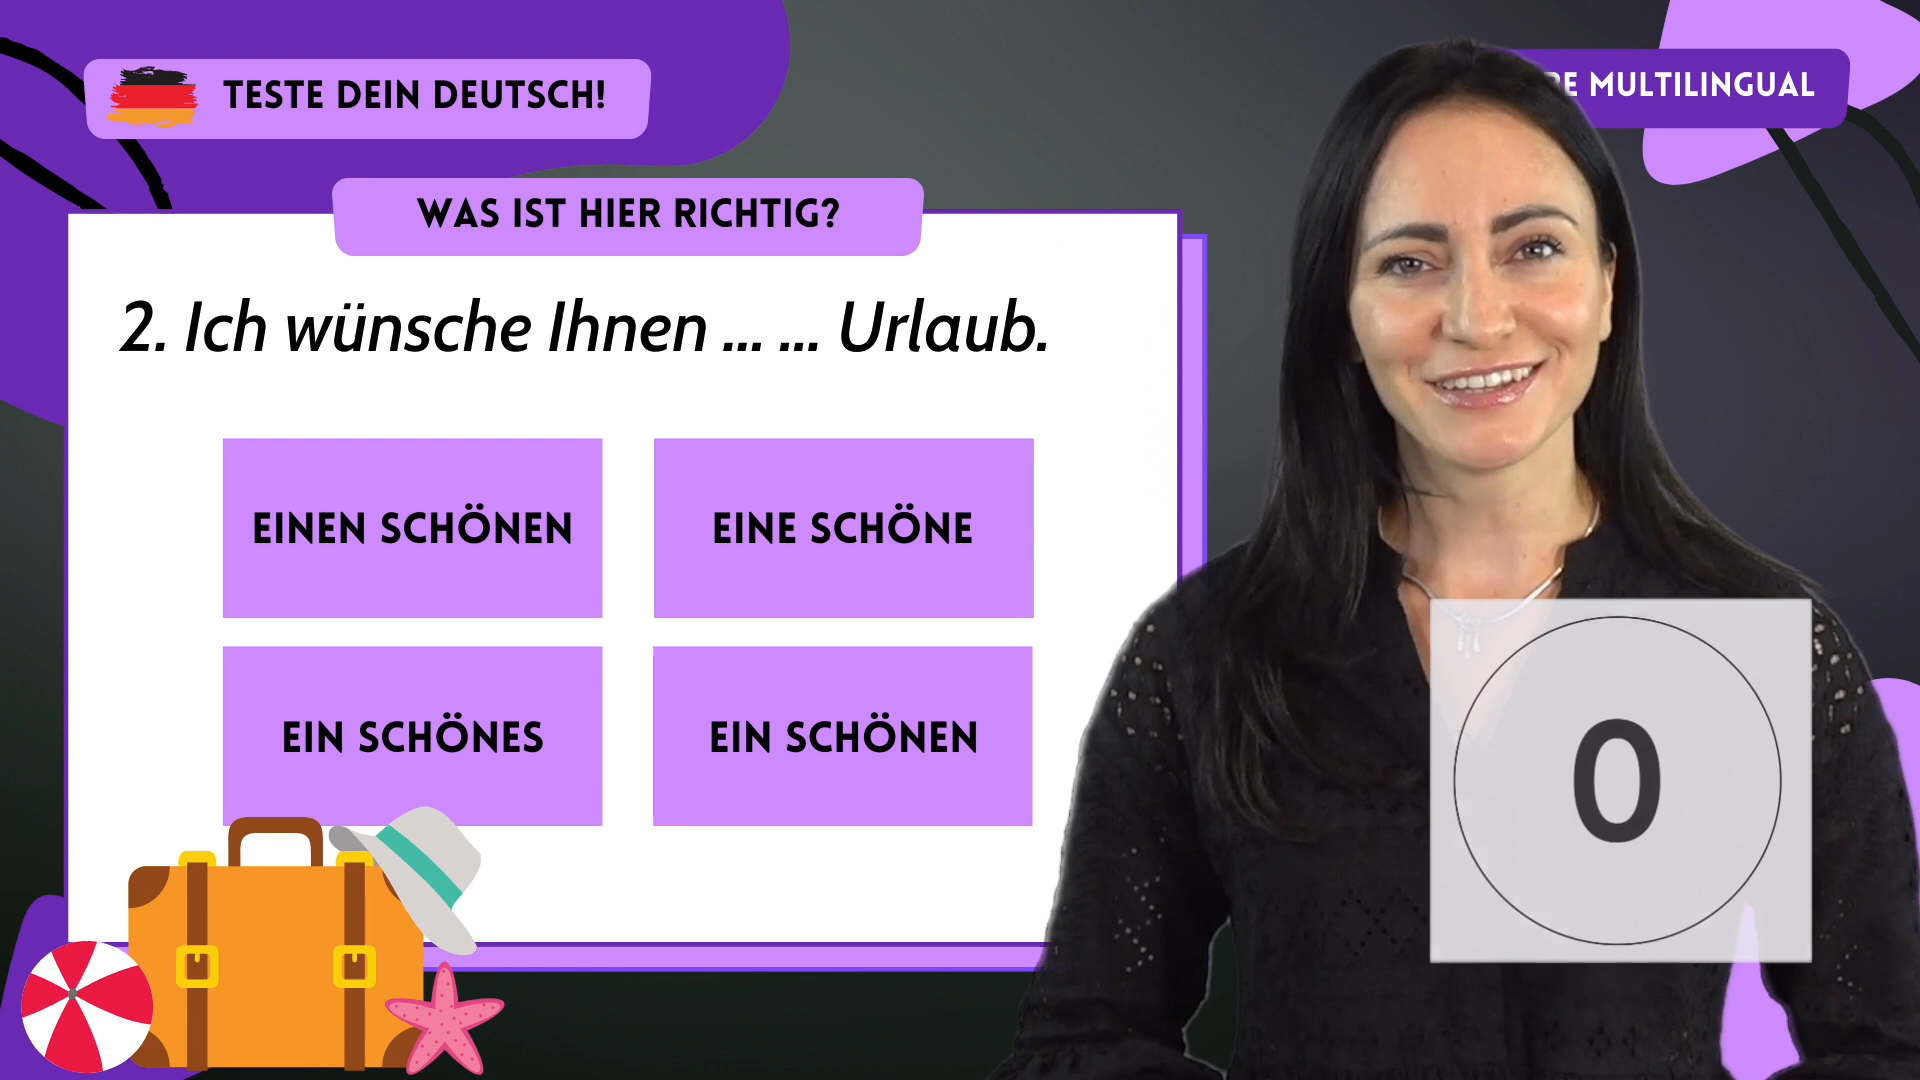 TESTE DEIN DEUTSCH!
MULTILINGUAL
WAS IST HIER RICHTIG?
2. Ich wünsche Ihnen ... ... Urlaub.
EINEN SCHÖNEN
EINE SCHÖNE
EIN SCHÖNES
EIN SCHÖNEN
0